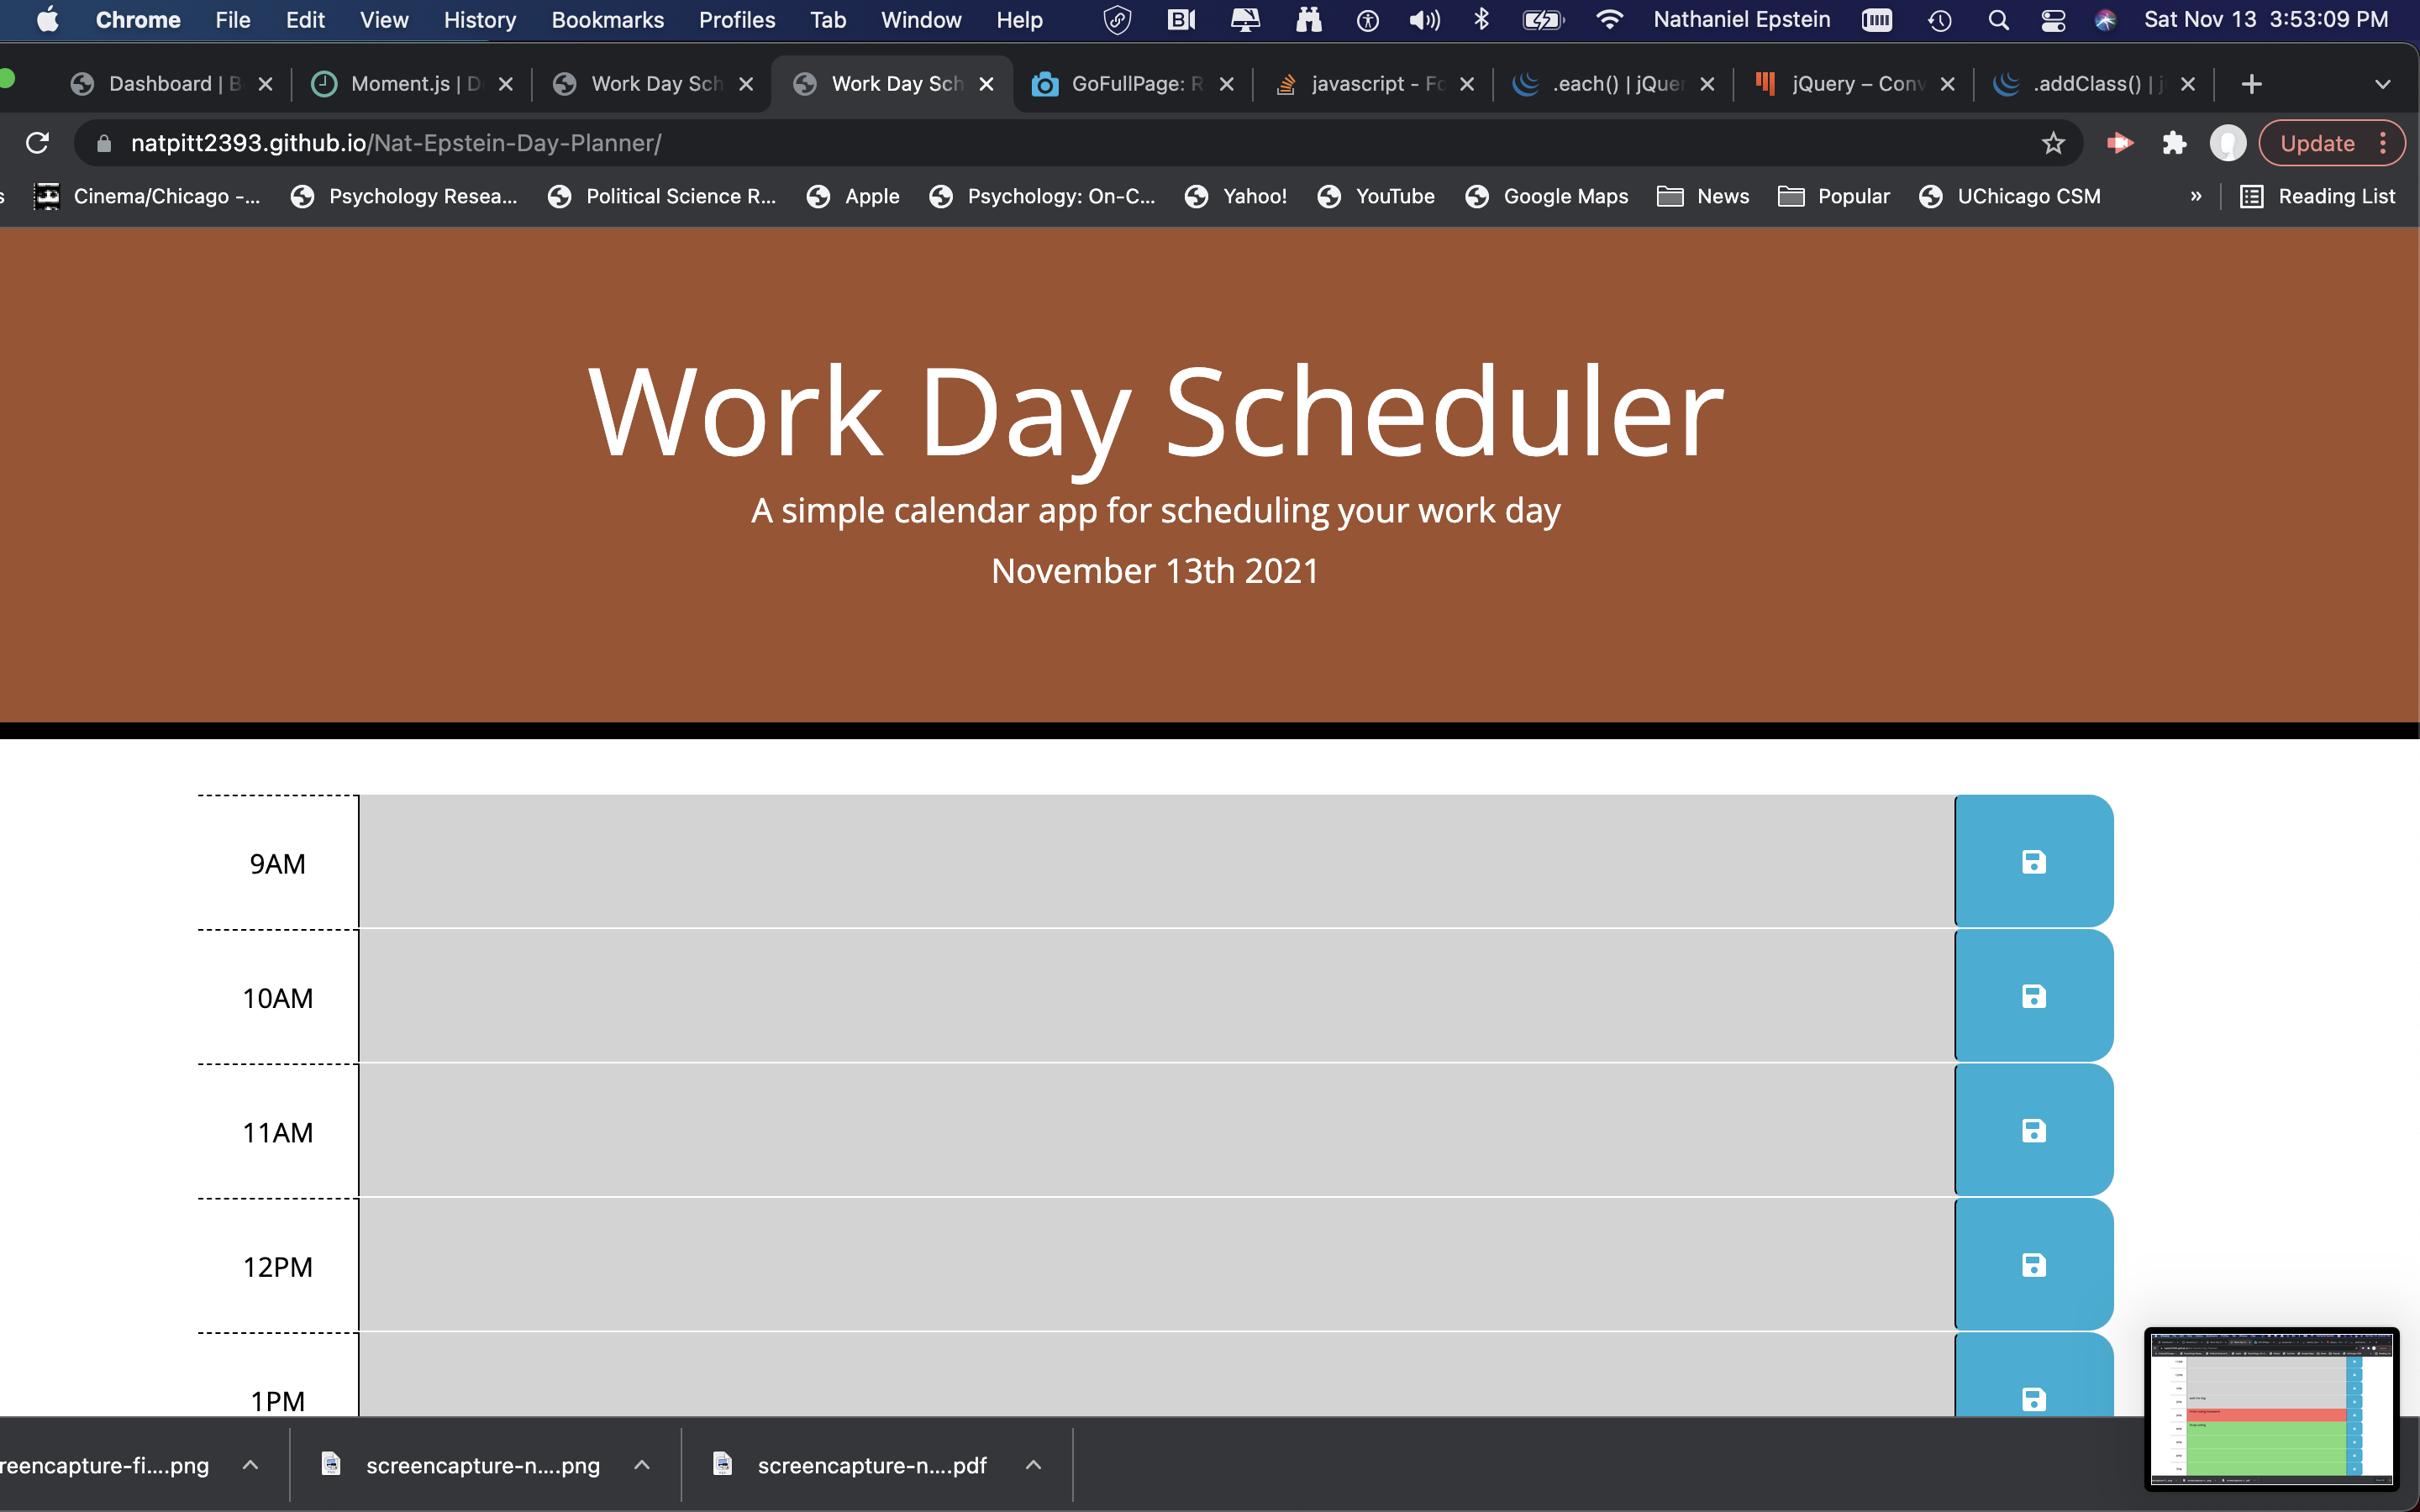 Chrome File Edit View History Bookmarks Profiles Tab Window Help Nathaniel Epstein Sat Nov 13 3:53:09 PM
Dashboard | B Moment.js | D Work Day Sch Work Day Sch GoFullPage: R javascript - Fo .each() | jQuer jQuery – Conv .addClass() | j
natpitt2393.github.io/Nat-Epstein-Day-Planner/ Update
s Cinema/Chicago -... Psychology Resea... Political Science R... Apple Psychology: On-C... Yahoo! YouTube Google Maps News Popular UChicago CSM » Reading List
Work Day Scheduler
A simple calendar app for scheduling your work day
November 13th 2021
9AM
10AM
11AM
12PM
1PM
reencapture-fi....png screencapture-n....png screencapture-n....pdf